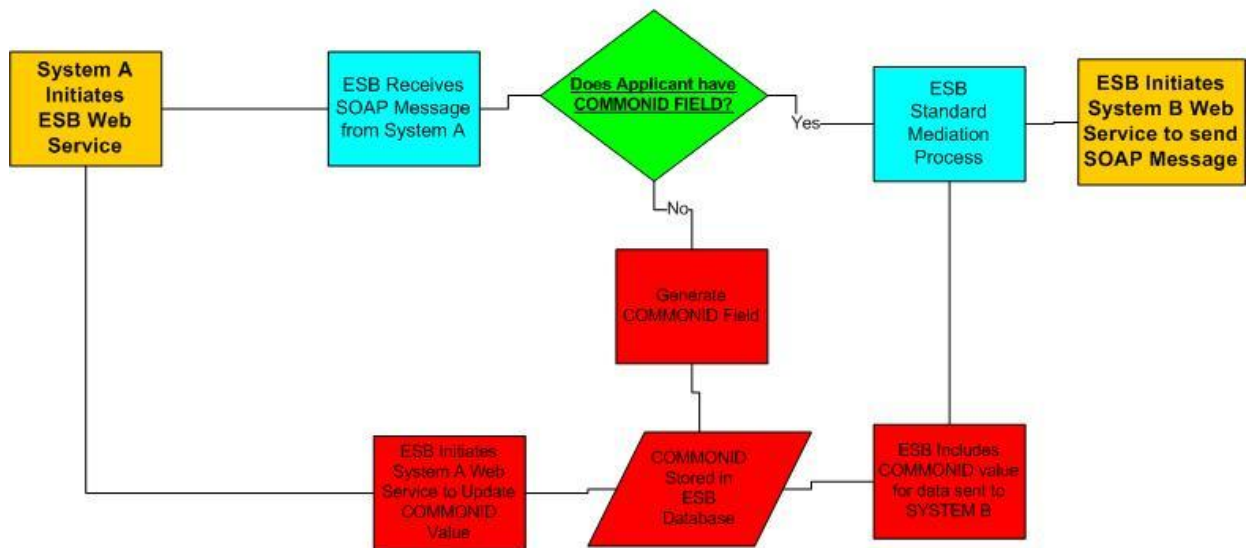 System A
Initiates
ESB Web
Service
ESB Receives
SOAP Message
from System A
Does Applicant have
COMMONID FIELD?
Yes
ESB
Standard
Mediation
Process
ESB Initiates
System B Web
Service to send
SOAP Message
No
Generate
COMMONID Field
ESB Initiates
System A Web
Service to Update
COMMONID
Value
COMMONID
Stored in
ESB
Database
ESB Includes
COMMONID value
for data sent to
SYSTEM B